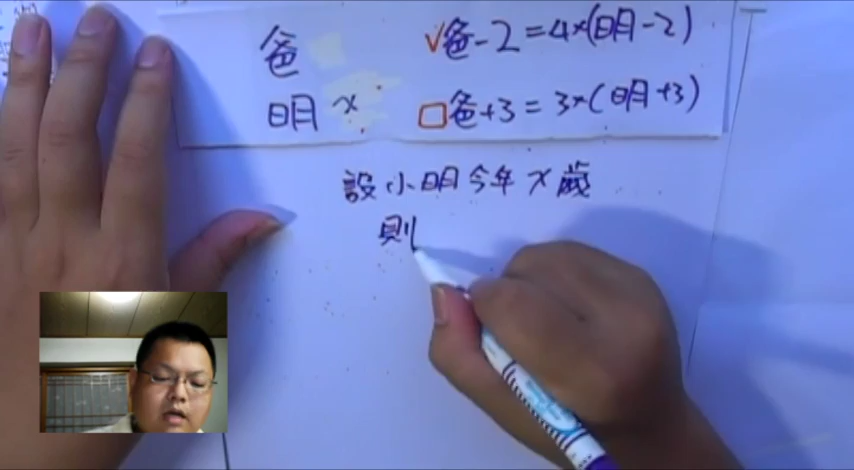 爸 ✓爸-2=4×(明-2)
明 x □爸+3=3×(明+3)
設小明今年x歲
則